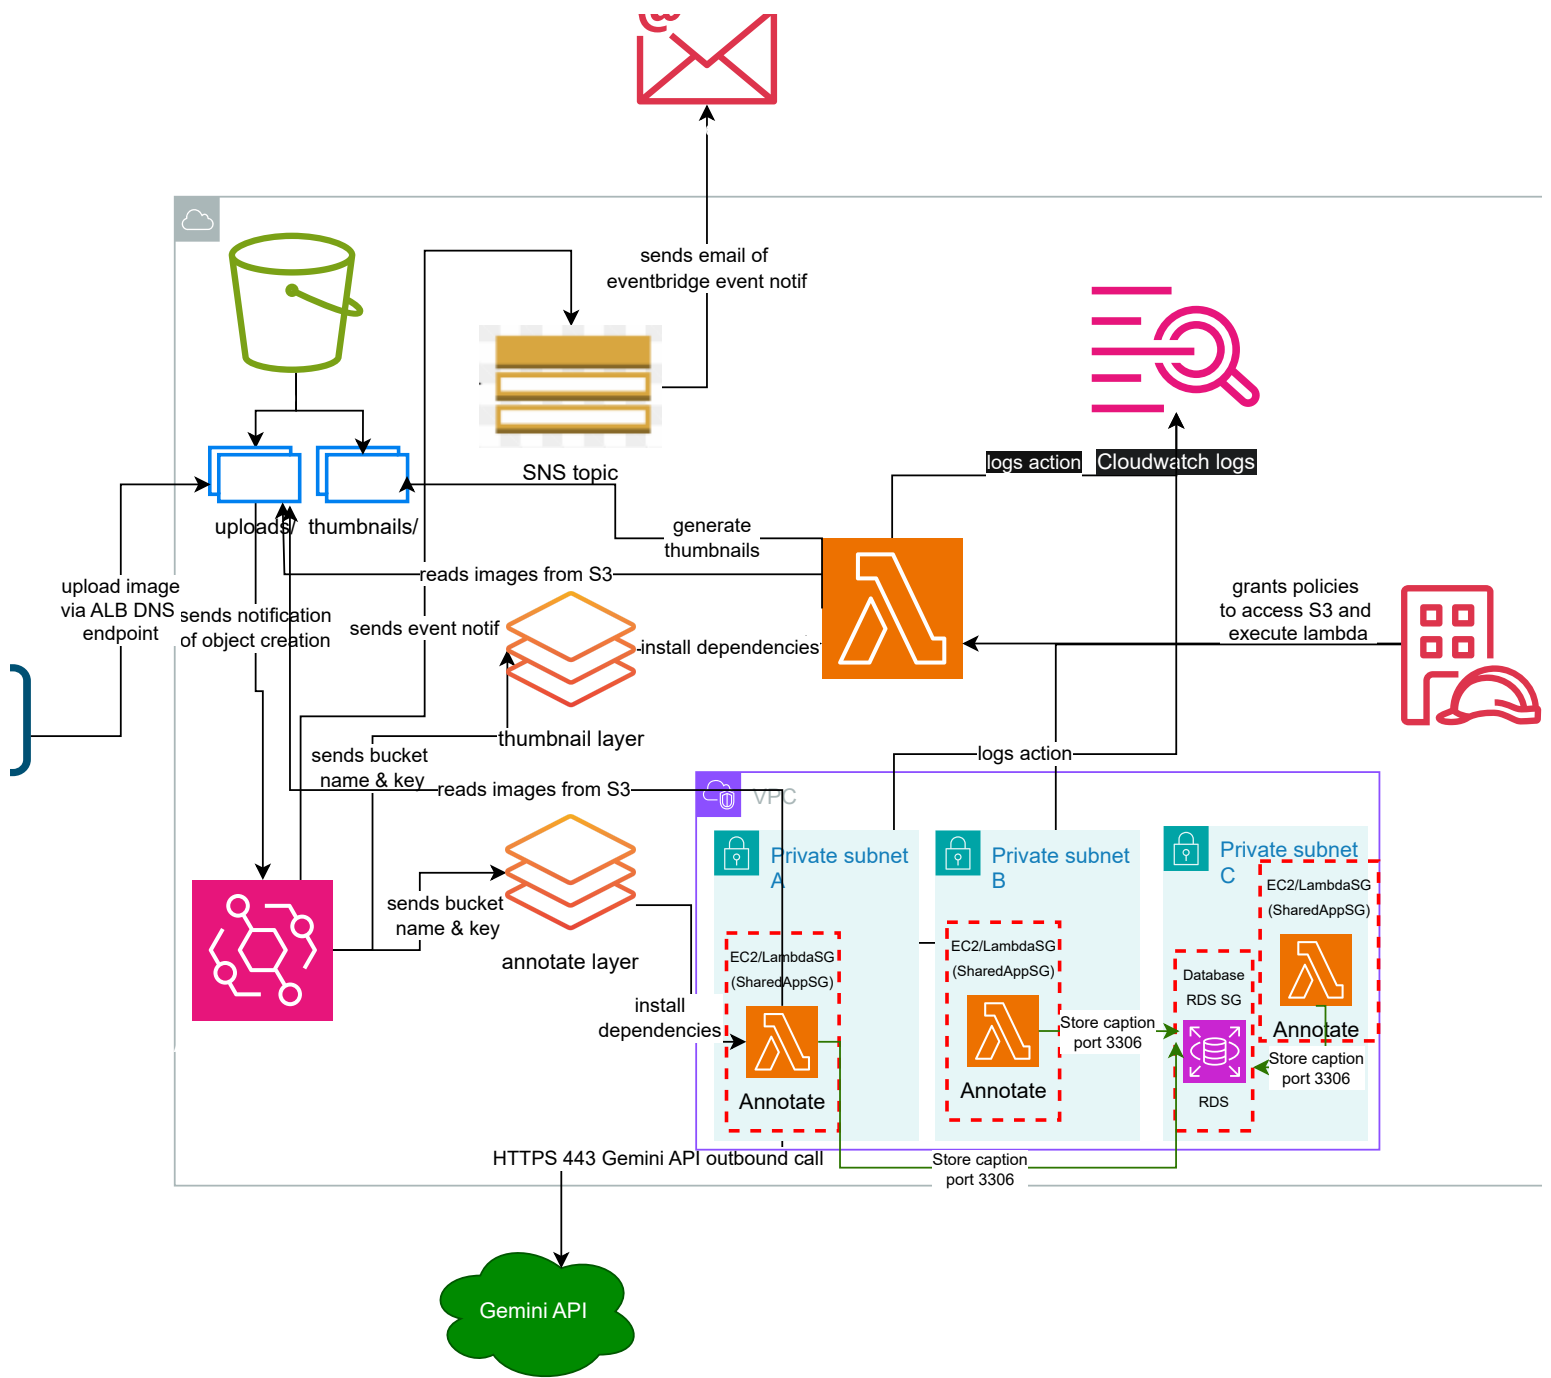 @
sends email of
eventbridge event notif
SNS topic
logs action
Cloudwatch logs
uploads/
thumbnails/
generate
thumbnails
reads images from S3
upload image
via ALB DNS
endpoint
sends notification
of object creation
sends event notif
install dependencies
grants policies
to access S3 and
execute lambda
thumbnail layer
sends bucket
name & key
logs action
reads images from S3
VPC
Private subnet
A
Private subnet
B
Private subnet
C
EC2/LambdaSG
(SharedAppSG)
sends bucket
name & key
annotate layer
EC2/LambdaSG
(SharedAppSG)
EC2/LambdaSG
(SharedAppSG)
Database
RDS SG
install
dependencies
Store caption
port 3306
Annotate
Store caption
port 3306
Annotate
Annotate
RDS
HTTPS 443 Gemini API outbound call
Store caption
port 3306
Gemini API